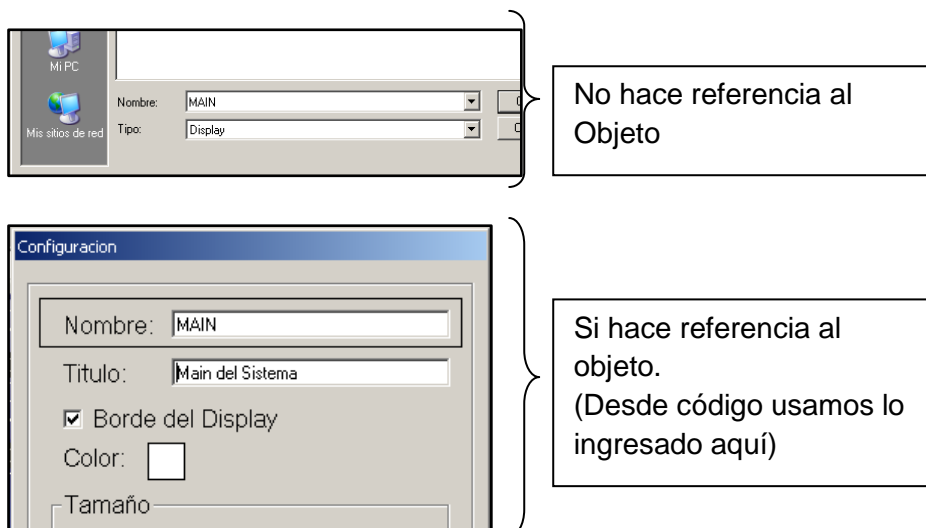 Mi PC
Nombre: MAIN
Mis sitios de red
Tipo: Display
No hace referencia al
Objeto
Configuracion
Nombre: MAIN
Titulo: Main del Sistema
Borde del Display
Color:
Tamaño
Si hace referencia al
objeto.
(Desde código usamos lo
ingresado aquí)